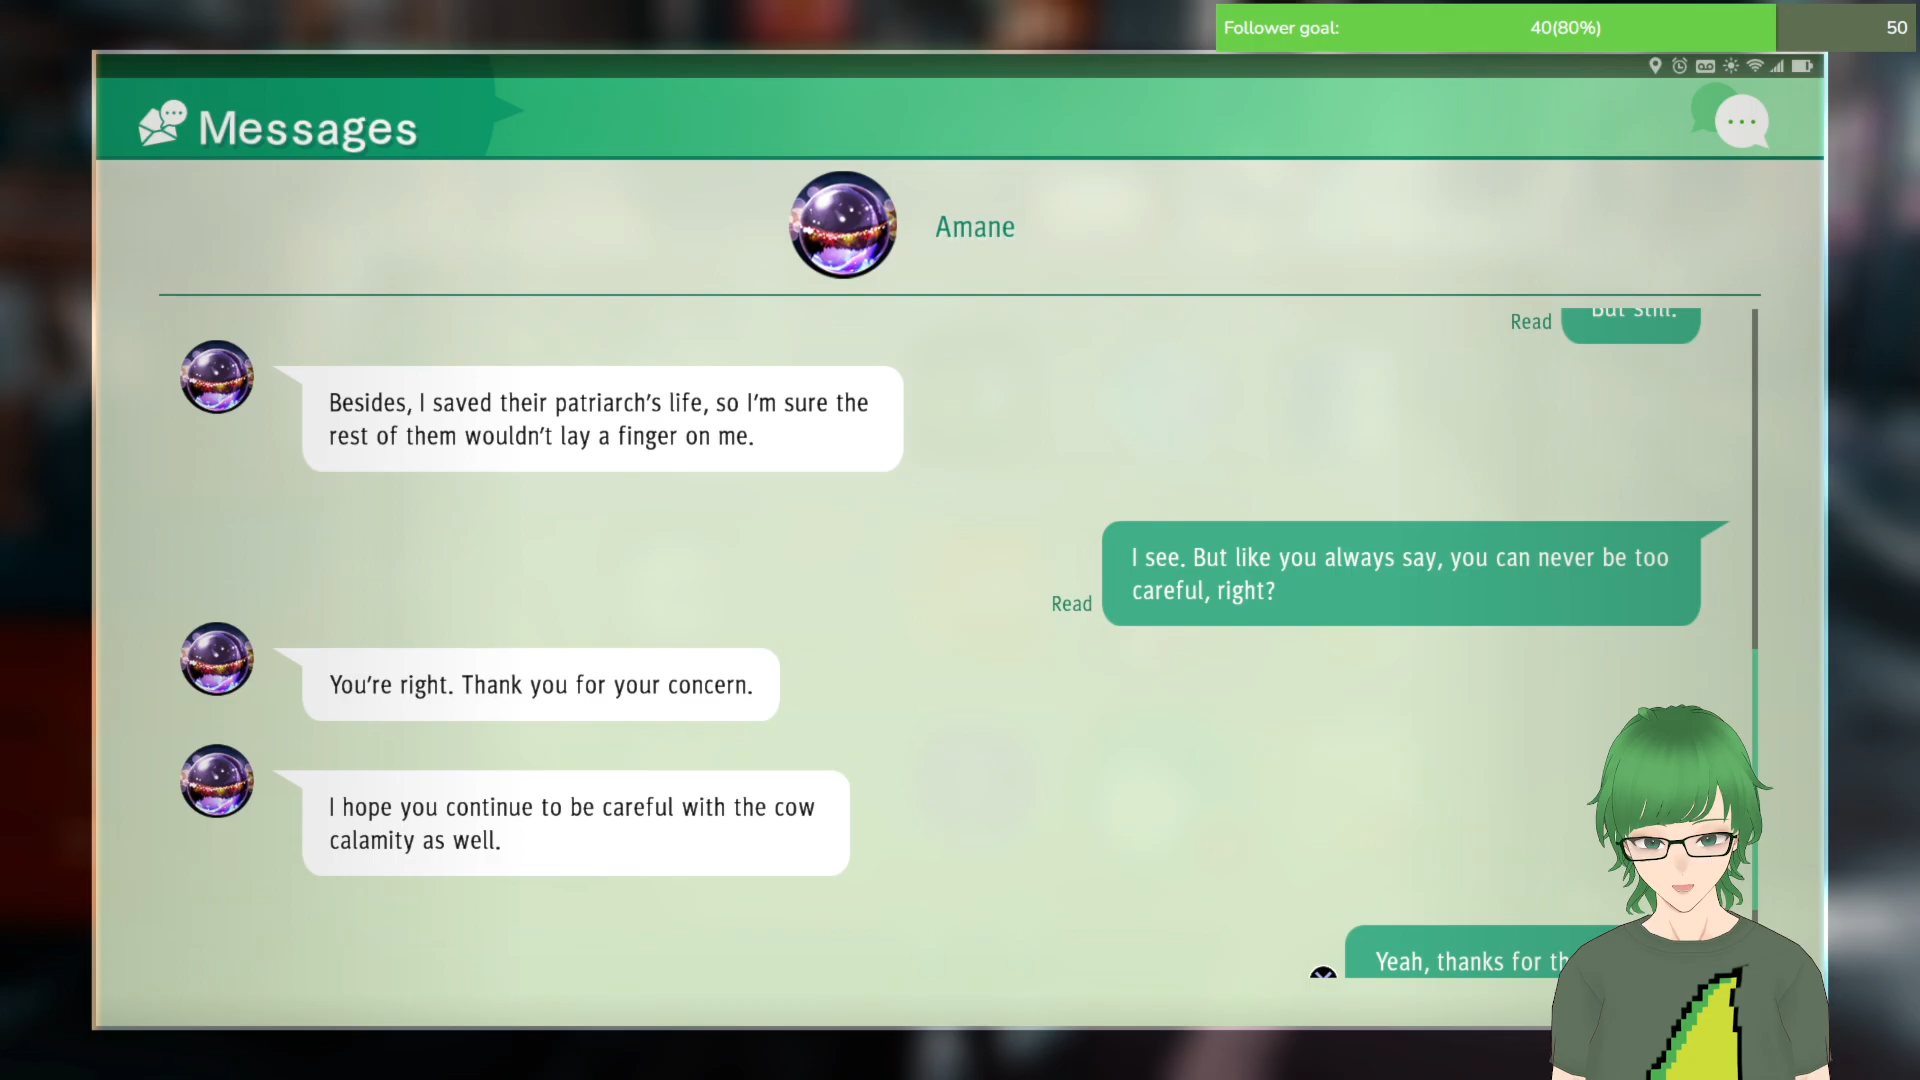 Follower goal:
40(80%)
50
Messages
Amane
But still.
Read
Besides, I saved their patriarch's life, so I'm sure the
rest of them wouldn't lay a finger on me.
I see. But like you always say, you can never be too
careful, right?
Read
You're right. Thank you for your concern.
I hope you continue to be careful with the cow
calamity as well.
Yeah, thanks for